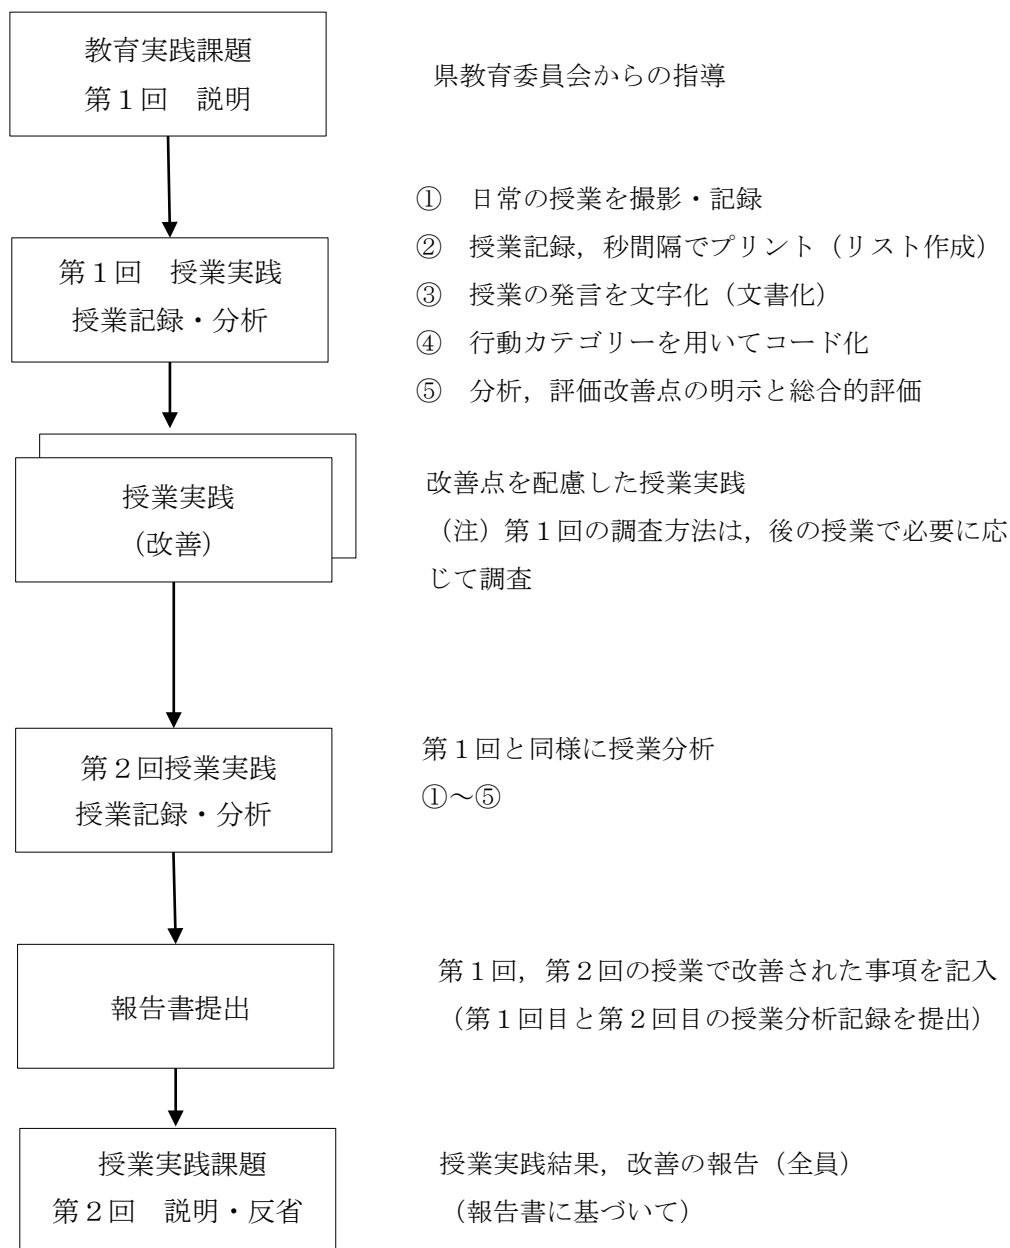 教育実践課題
第１回　説明
県教育委員会からの指導
第１回　授業実践
授業記録・分析
①　日常の授業を撮影・記録
②　授業記録，秒間隔でプリント（リスト作成）
③　授業の発言を文字化（文書化）
④　行動カテゴリーを用いてコード化
⑤　分析，評価改善点の明示と総合的評価
授業実践
（改善）
改善点を配慮した授業実践
（注）第１回の調査方法は，後の授業で必要に応
じて調査
第２回授業実践
授業記録・分析
第１回と同様に授業分析
①～⑤
報告書提出
第１回，第２回の授業で改善された事項を記入
（第１回目と第２回目の授業分析記録を提出）
授業実践課題
第２回　説明・反省
授業実践結果，改善の報告（全員）
（報告書に基づいて）